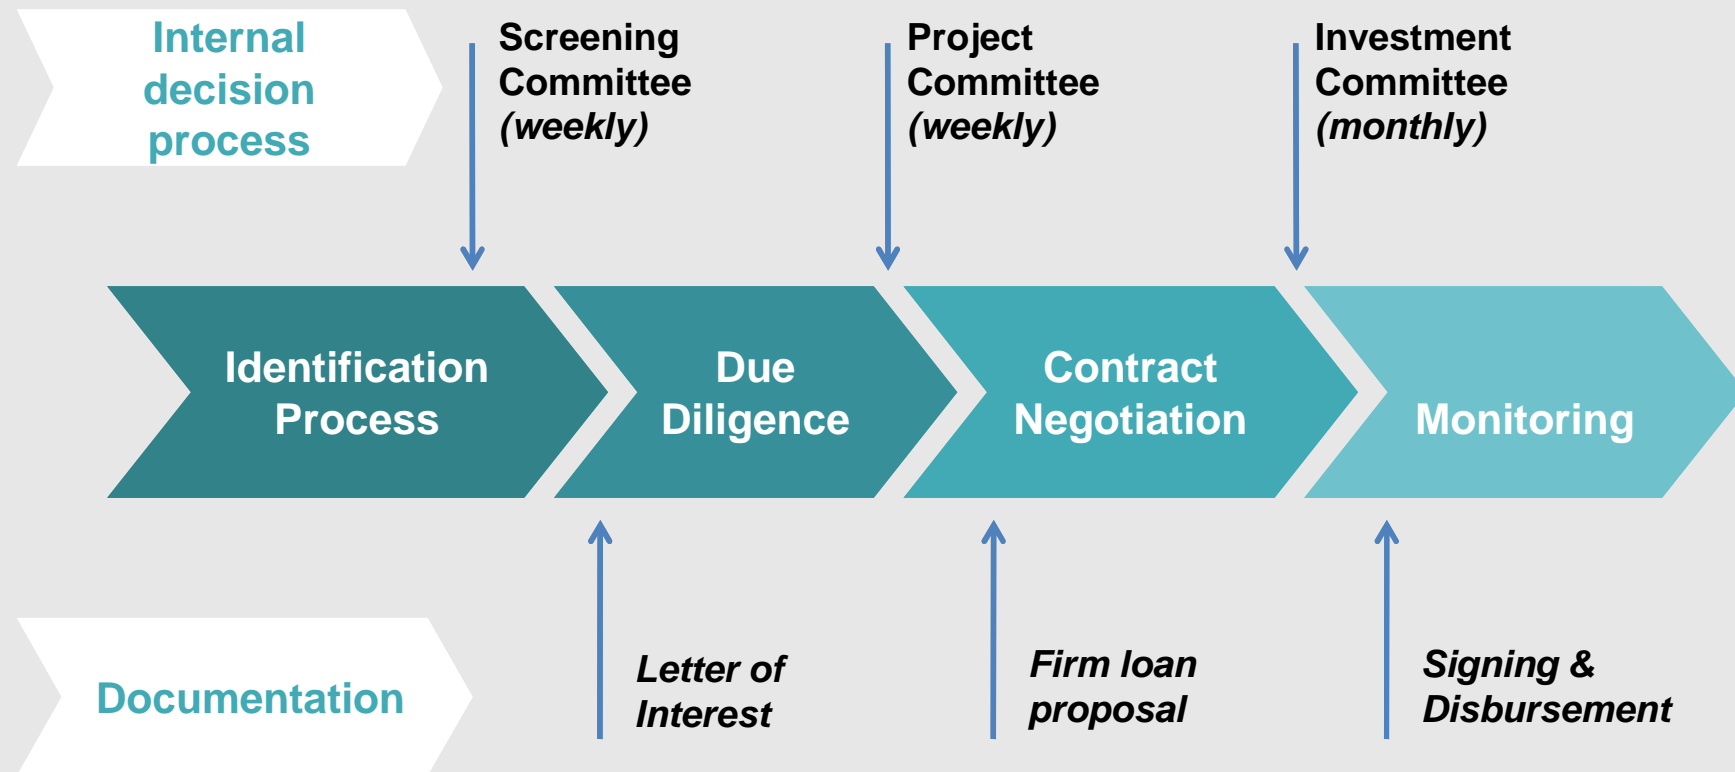 Internal
decision
process
Screening
Committee
(weekly)
Project
Committee
(weekly)
Investment
Committee
(monthly)
Identification
Process
Due
Diligence
Contract
Negotiation
Monitoring
Documentation
Letter of
Interest
Firm loan
proposal
Signing &
Disbursement